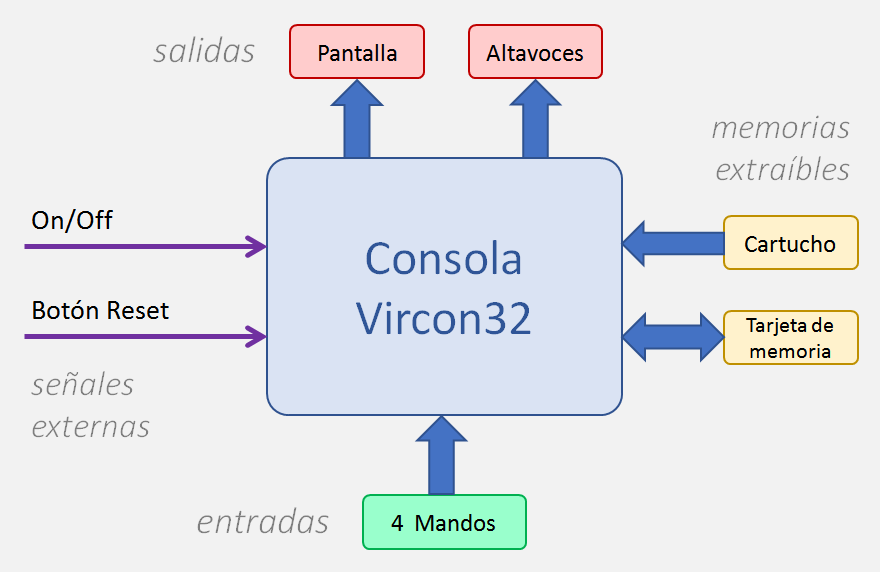 salidas
Pantalla
Altavoces
memorias
extraíbles
On/Off
Cartucho
Consola
Vircon32
Botón Reset
Tarjeta de
memoria
señales
externas
entradas
4 Mandos